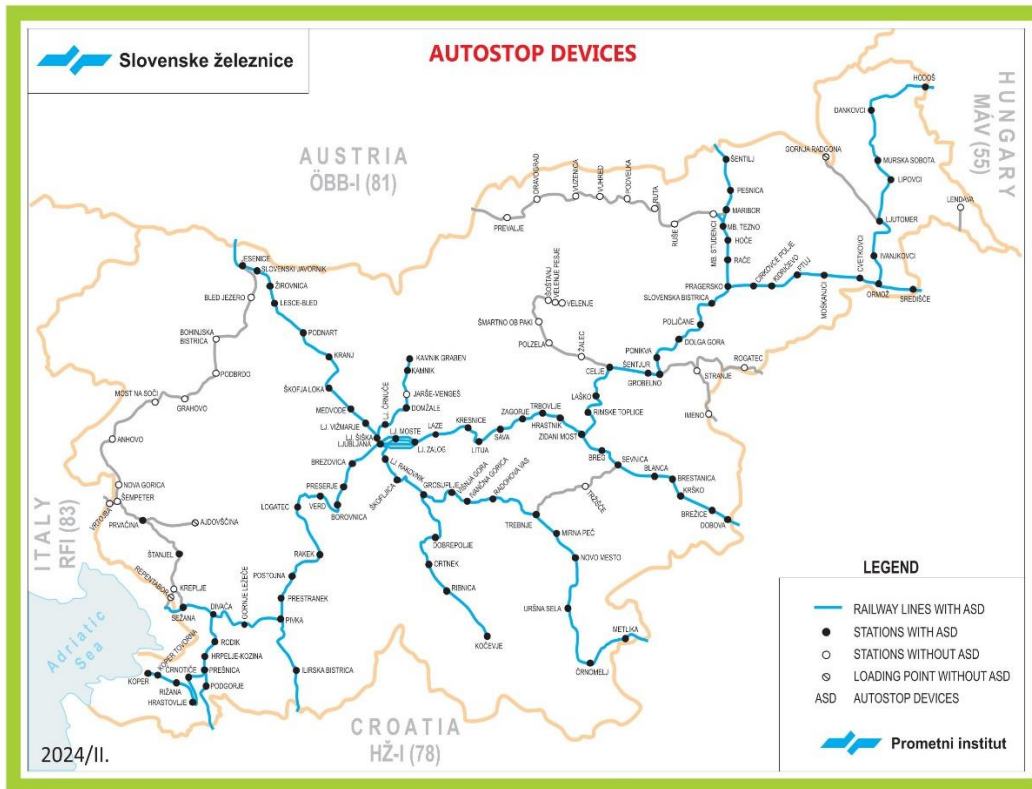 Slovenske železnice
AUTOSTOP DEVICES
AUSTRIA
ÖBB-I (81)
HUNGARY
MÁV (55)
ITALY
RFI (83)
CROATIA
HŽ-I (78)
Adriatic
Sea
HODOŠ
DANKOVCI
GORNJA RADGONA
MURSKA SOBOTA
LIPOVCI
LENDAVA
LJUTOMER
IVANJKOVCI
CVETKOVCI
ORMOŽ
SREDIŠČE
MOŠKANJCI
PTUJ
KIDRIČEVO
CIRKOVCE POLJE
PRAGERSKO
ŠENTILJ
PESNICA
MARIBOR
MB. TEZNO
HOČE
RAČE
MB. STUDENCI
RUŠE
RUTA
PODVELKA
VUHRED
VUZENICA
DRAVOGRAD
PREVALJE
SLOVENSKA BISTRICA
POLJČANE
DOLGA GORA
PONIKVA
ŠENTJUR
GROBELNO
STRANJE
ROGATEC
IMENO
CELJE
ŽALEC
POLZELA
ŠMARTNO OB PAKI
ŠOŠTANJ
VELENJE PESJE
VELENJE
LAŠKO
RIMSKE TOPLICE
ZIDANI MOST
HRASTNIK
TRBOVLJE
ZAGORJE
SAVA
LITIJA
KRESNICE
LAZE
LJ. ZALOG
LJ. MOSTE
BREG
SEVNICA
BLANCA
BRESTANICA
KRŠKO
BREŽICE
DOBOVA
TRŽIŠČE
TREBNJE
MIRNA PEČ
NOVO MESTO
URŠNA SELA
ČRNOMELJ
METLIKA
RADOHOVA VAS
IVANČNA GORICA
VIŠNJA GORA
GROSUPLJE
ŠKOFLJICA
LJ. RAKOVNIK
DOBREPOLJE
ORTNEK
RIBNICA
KOČEVJE
JESENICE
SLOVENSKI JAVORNIK
ŽIROVNICA
LESCE-BLED
BLED JEZERO
BOHINJSKA
BISTRICA
PODBRDO
GRAHOVO
MOST NA SOČI
ANHOVO
NOVA GORICA
ŠEMPETER
VRTOJBA
PRVAČINA
AJDOVŠČINA
ŠTANJEL
KREPLJE
REPENTABOR
SEŽANA
PODNART
KRANJ
ŠKOFJA LOKA
MEDVODE
LJ. VIŽMARJE
LJ. ŠIŠKA
LJUBLJANA
LJ. ČRNUČE
KAMNIK GRABEN
KAMNIK
JARŠE-MENGEŠ
DOMŽALE
BREZOVICA
PRESERJE
VERD
BOROVNICA
LOGATEC
RAKEK
POSTOJNA
PRESTRANEK
PIVKA
GORNJE LEŽEČE
ILIRSKA BISTRICA
DIVAČA
RODIK
HRPELJE-KOZINA
PREŠNICA
PODGORJE
ČRNOTIČE
KOPER TOVORNA
KOPER
RIŽANA
HRASTOVLJE
LEGEND
RAILWAY LINES WITH ASD
STATIONS WITH ASD
STATIONS WITHOUT ASD
LOADING POINT WITHOUT ASD
ASD AUTOSTOP DEVICES
Prometni institut
2024/II.